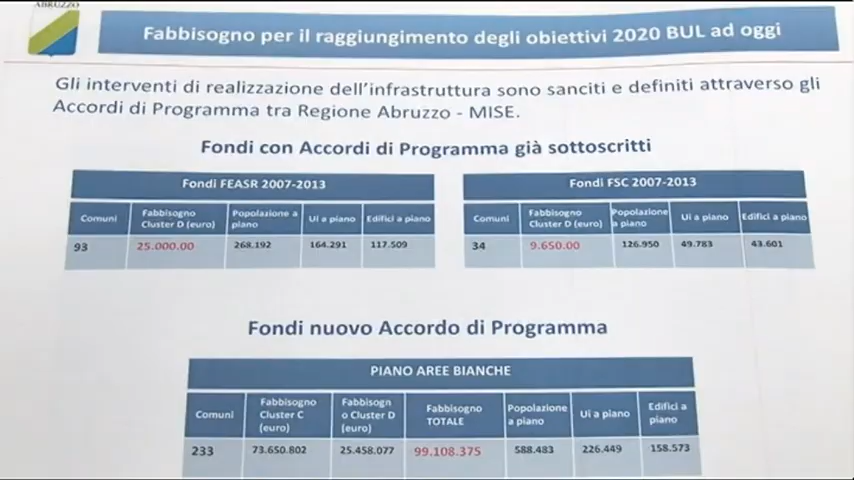 ABRUZZO
Fabbisogno per il raggiungimento degli obiettivi 2020 BUL ad oggi
Gli interventi di realizzazione dell'infrastruttura sono sanciti e definiti attraverso gli
Accordi di Programma tra Regione Abruzzo - MISE.
Fondi con Accordi di Programma già sottoscritti
Fondi FEASR 2007-2013
Comuni Fabbisogno Cluster D (euro) Popolazione a piano Ui a piano Edifici a piano
93 25.000.00 268.192 164.291 117.509
Fondi FSC 2007-2013
Comuni Fabbisogno Cluster D (euro) Popolazione a piano Ui a piano Edifici a piano
34 9.650.00 126.950 49.783 43.601
Fondi nuovo Accordo di Programma
PIANO AREE BIANCHE
Comuni Fabbisogno Cluster C (euro) Fabbisogn o Cluster D (euro) Fabbisogno TOTALE Popolazione a piano Ui a piano Edifici a piano
233 73.650.802 25.458.077 99.108.375 588.483 226.449 158.573